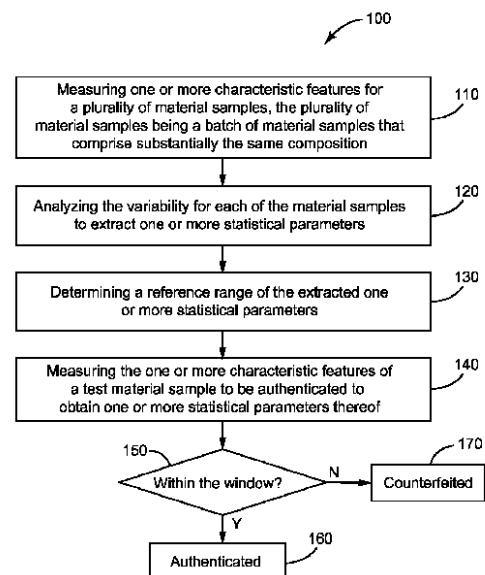 100
Measuring one or more characteristic features for
a plurality of material samples, the plurality of
material samples being a batch of material samples that
comprise substantially the same composition
110
Analyzing the variability for each of the material samples
to extract one or more statistical parameters
120
Determining a reference range of the extracted one
or more statistical parameters
130
Measuring the one or more characteristic features of
a test material sample to be authenticated to
obtain one or more statistical parameters thereof
140
150
Within the window?
N
170
Counterfeited
Y
160
Authenticated